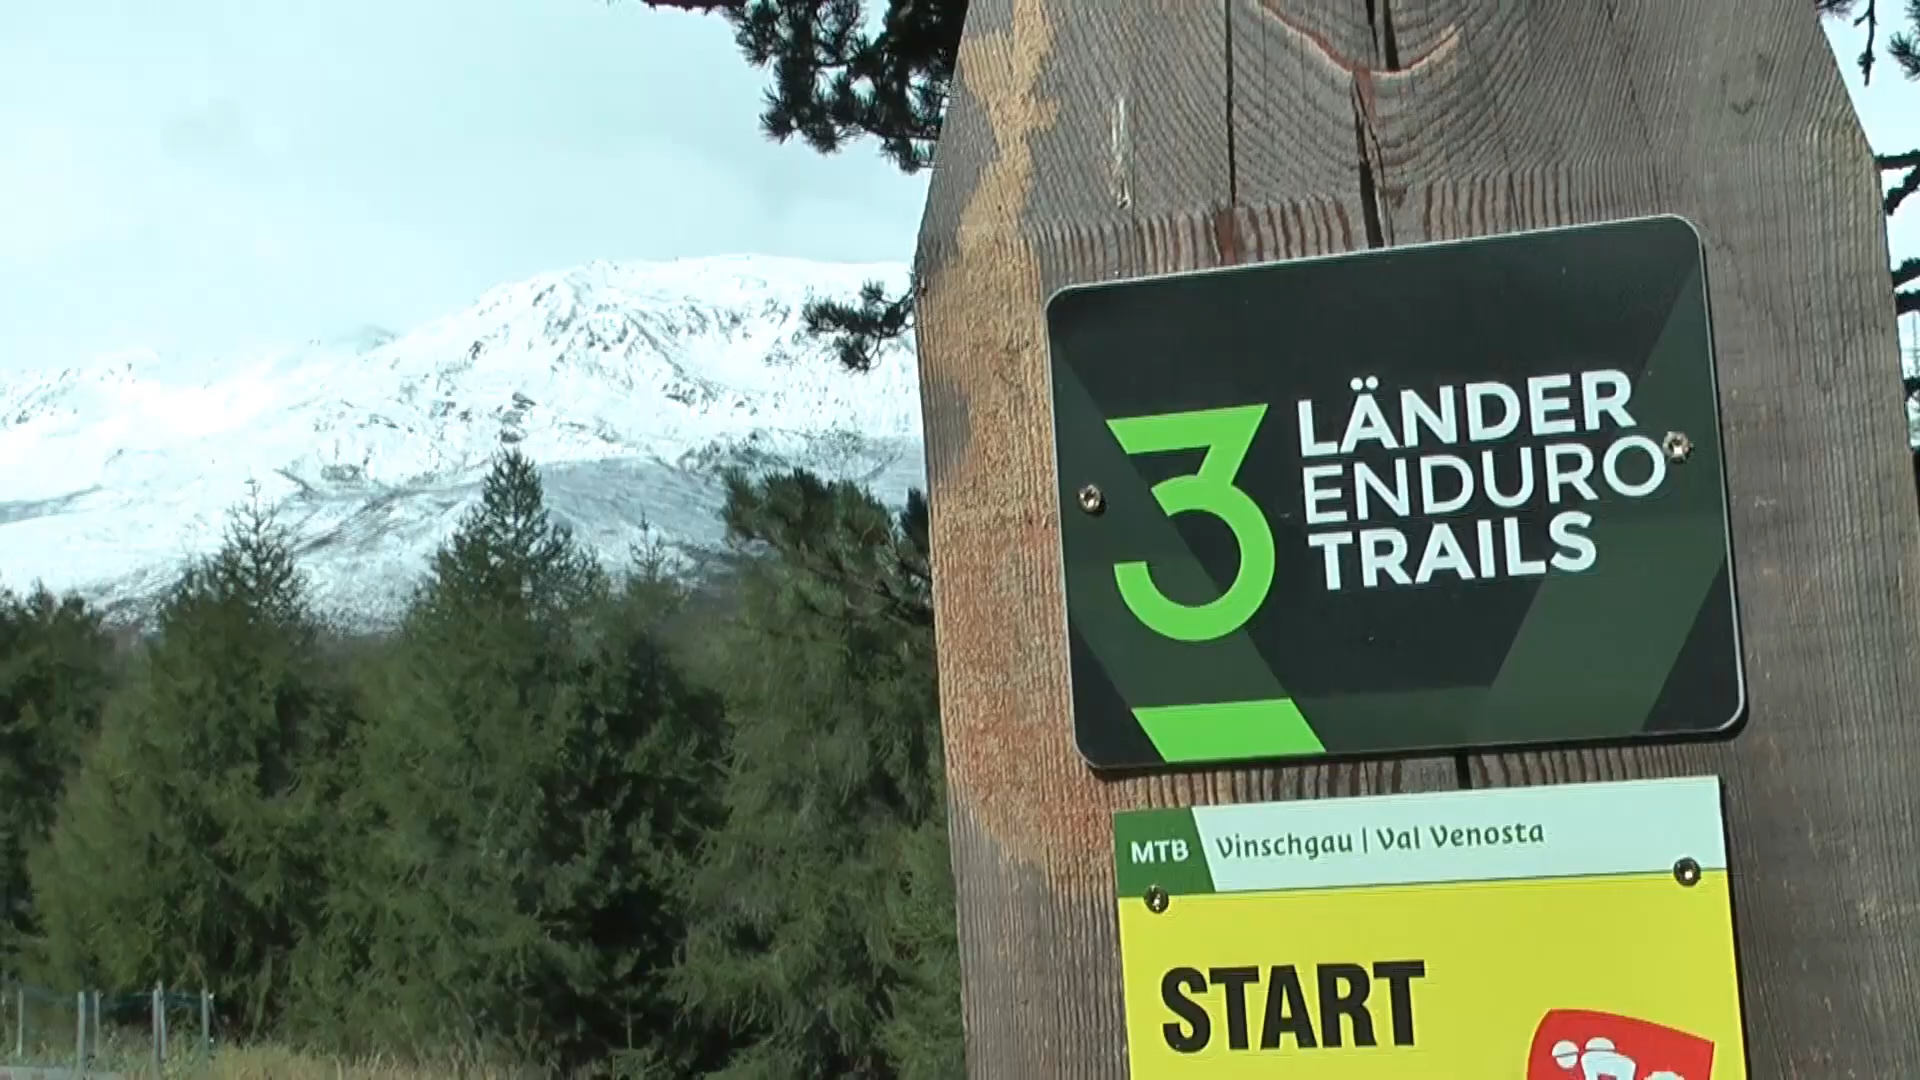 3 LÄNDER
ENDURO
TRAILS
MTB Vinschgau | Val Venosta
START